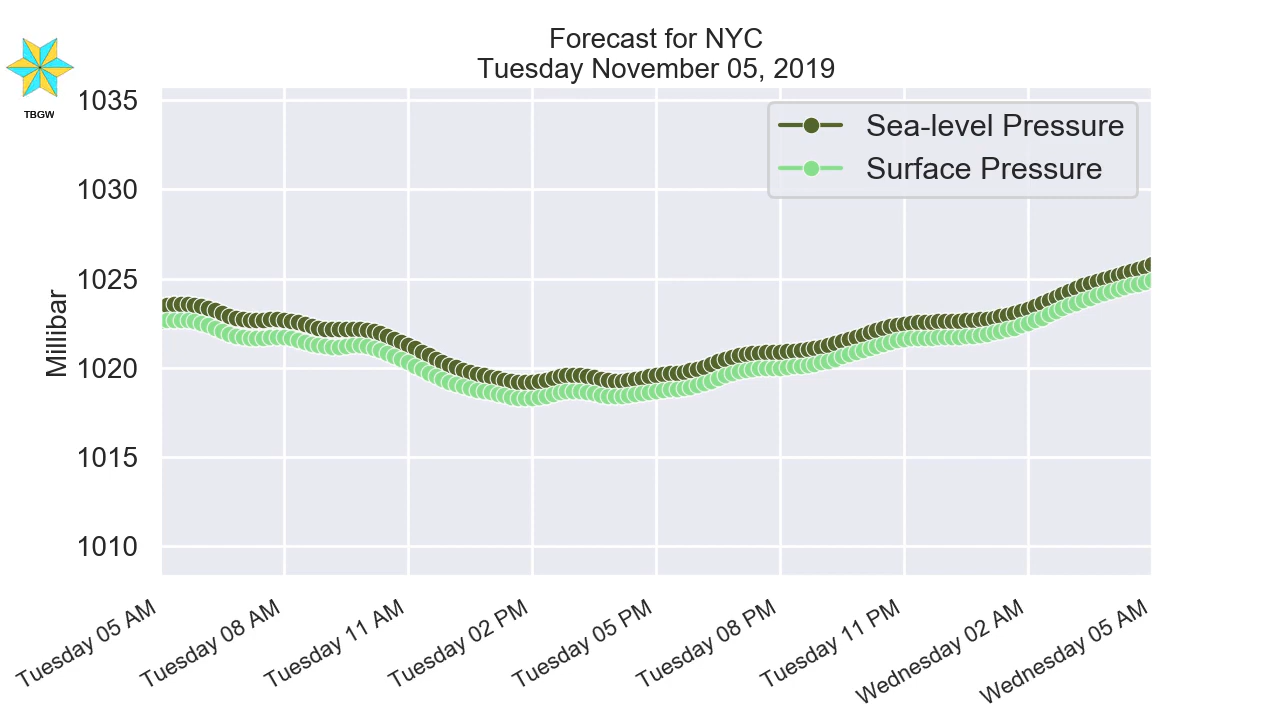 Forecast for NYC
Tuesday November 05, 2019
TBGW
Sea-level Pressure
Surface Pressure
Millibar
1035
1030
1025
1020
1015
1010
Tuesday 05 AM
Tuesday 08 AM
Tuesday 11 AM
Tuesday 02 PM
Tuesday 05 PM
Tuesday 08 PM
Tuesday 11 PM
Wednesday 02 AM
Wednesday 05 AM